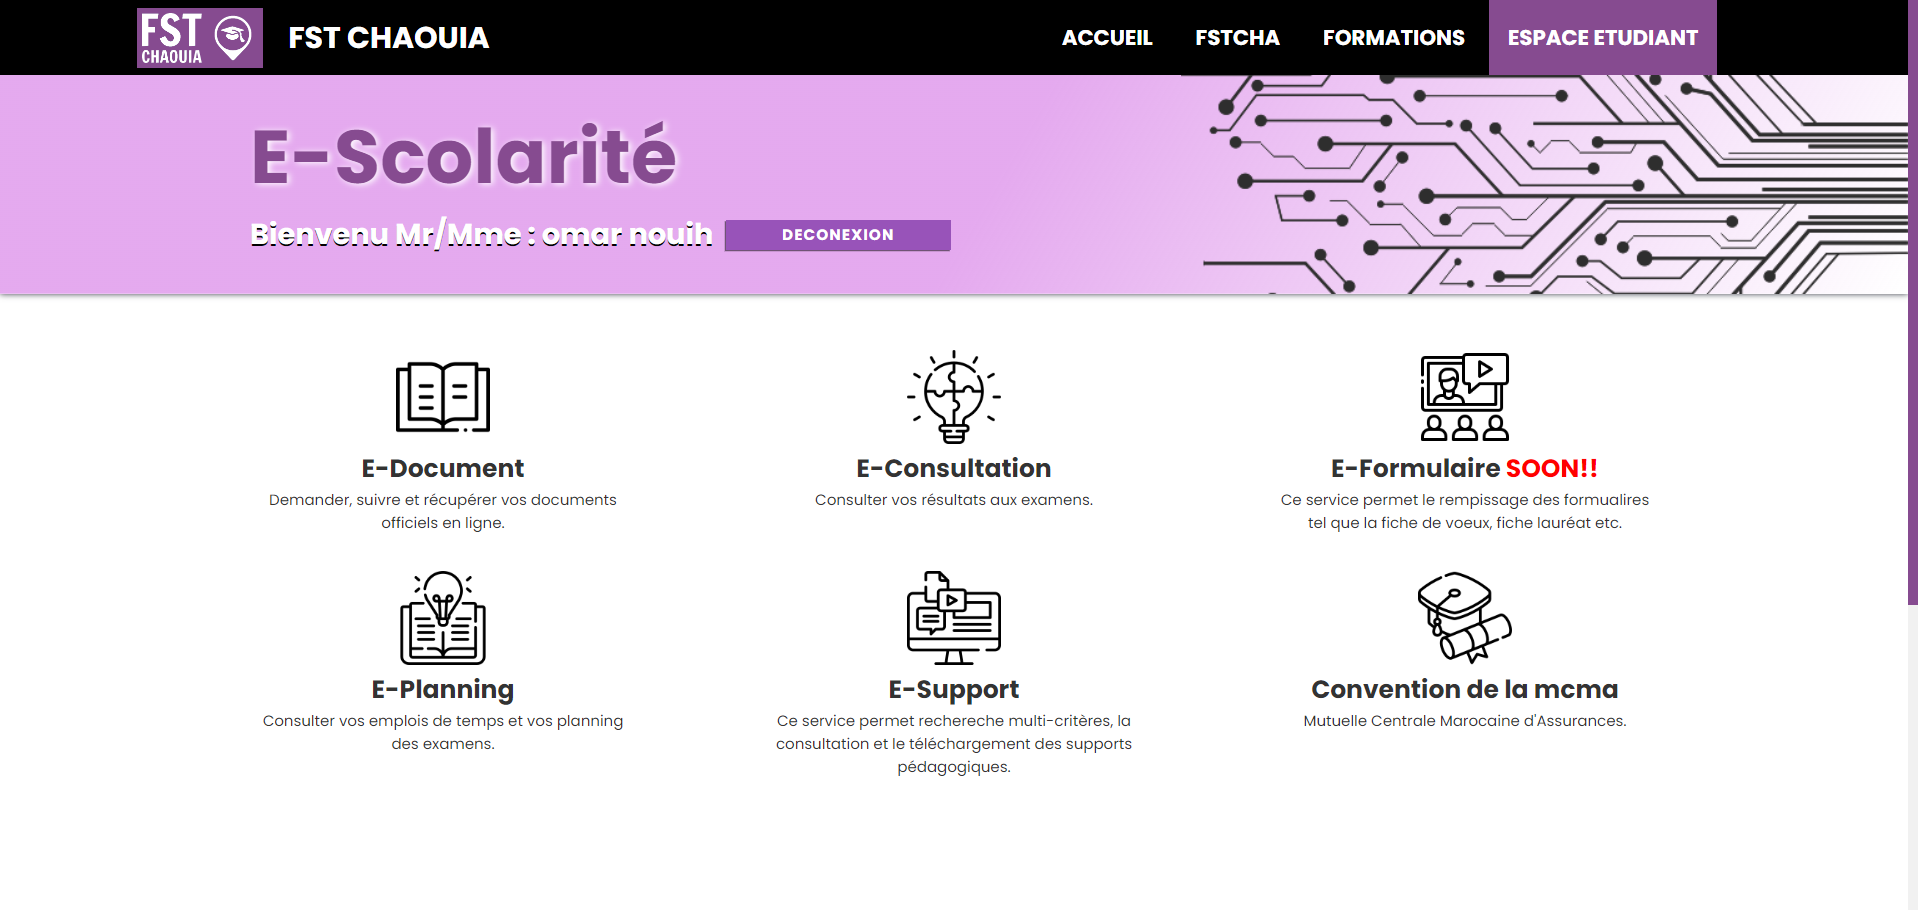 FST
CHAOUIA
FST CHAOUIA
ACCUEIL
FSTCHA
FORMATIONS
ESPACE ETUDIANT
E-Scolarité
Bienvenu Mr/Mme : omar nouih
DECONEXION
E-Document
Demander, suivre et récupérer vos documents
officiels en ligne.
E-Consultation
Consulter vos résultats aux examens.
E-Formulaire SOON!!
Ce service permet le rempissage des formualires
tel que la fiche de voeux, fiche lauréat etc.
E-Planning
Consulter vos emplois de temps et vos planning
des examens.
E-Support
Ce service permet rechereche multi-critères, la
consultation et le téléchargement des supports
pédagogiques.
Convention de la mcma
Mutuelle Centrale Marocaine d'Assurances.